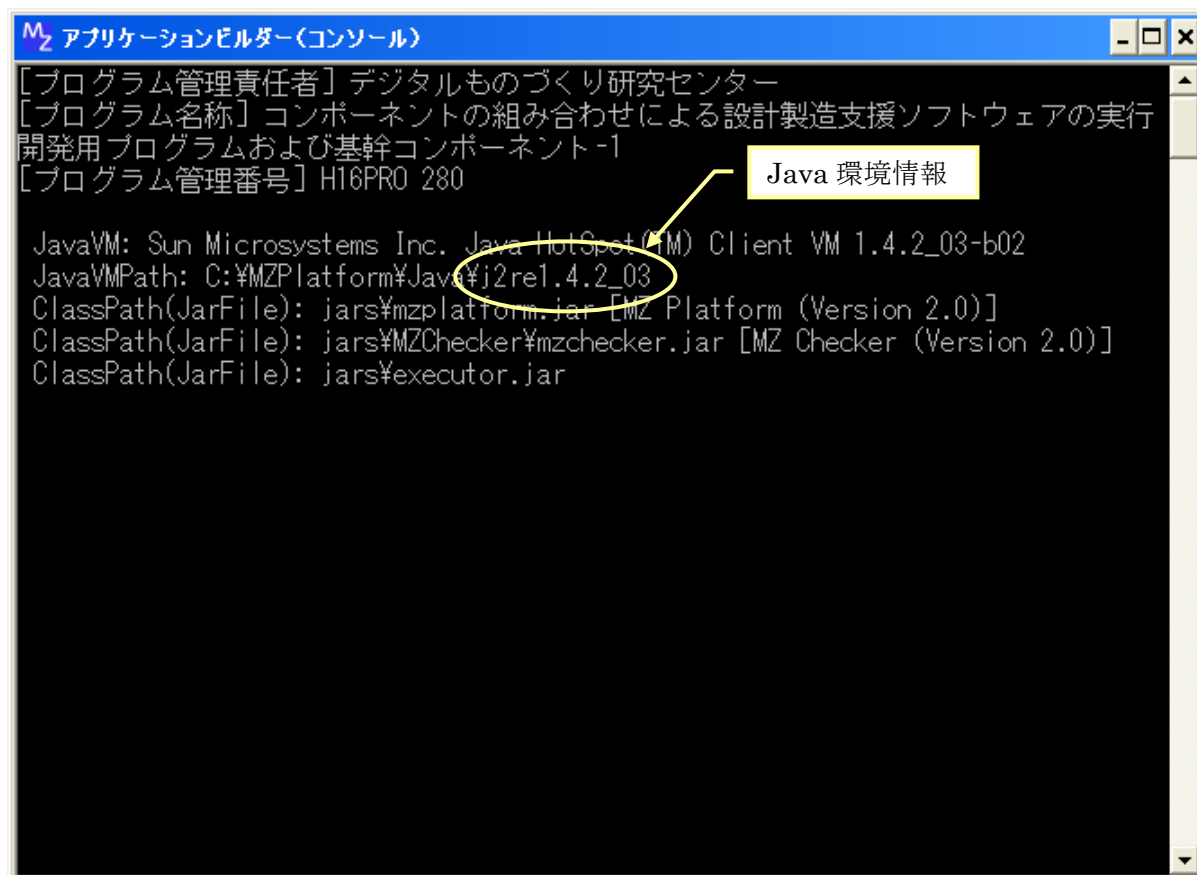 MZ アプリケーションビルダー(コンソール)
[プログラム管理責任者] デジタルものづくり研究センター
[プログラム名称] コンポーネントの組み合わせによる設計製造支援ソフトウェアの実行
開発用プログラムおよび基幹コンポーネント-1
[プログラム管理番号] H16PRO 280
Java 環境情報
JavaVM: Sun Microsystems Inc. Java HotSpot(TM) Client VM 1.4.2_03-b02
JavaVMPath: C:¥MZPlatform¥Java¥j2re1.4.2_03
ClassPath(JarFile): jars¥mzplatform.jar [MZ Platform (Version 2.0)]
ClassPath(JarFile): jars¥MZChecker¥mzchecker.jar [MZ Checker (Version 2.0)]
ClassPath(JarFile): jars¥executor.jar